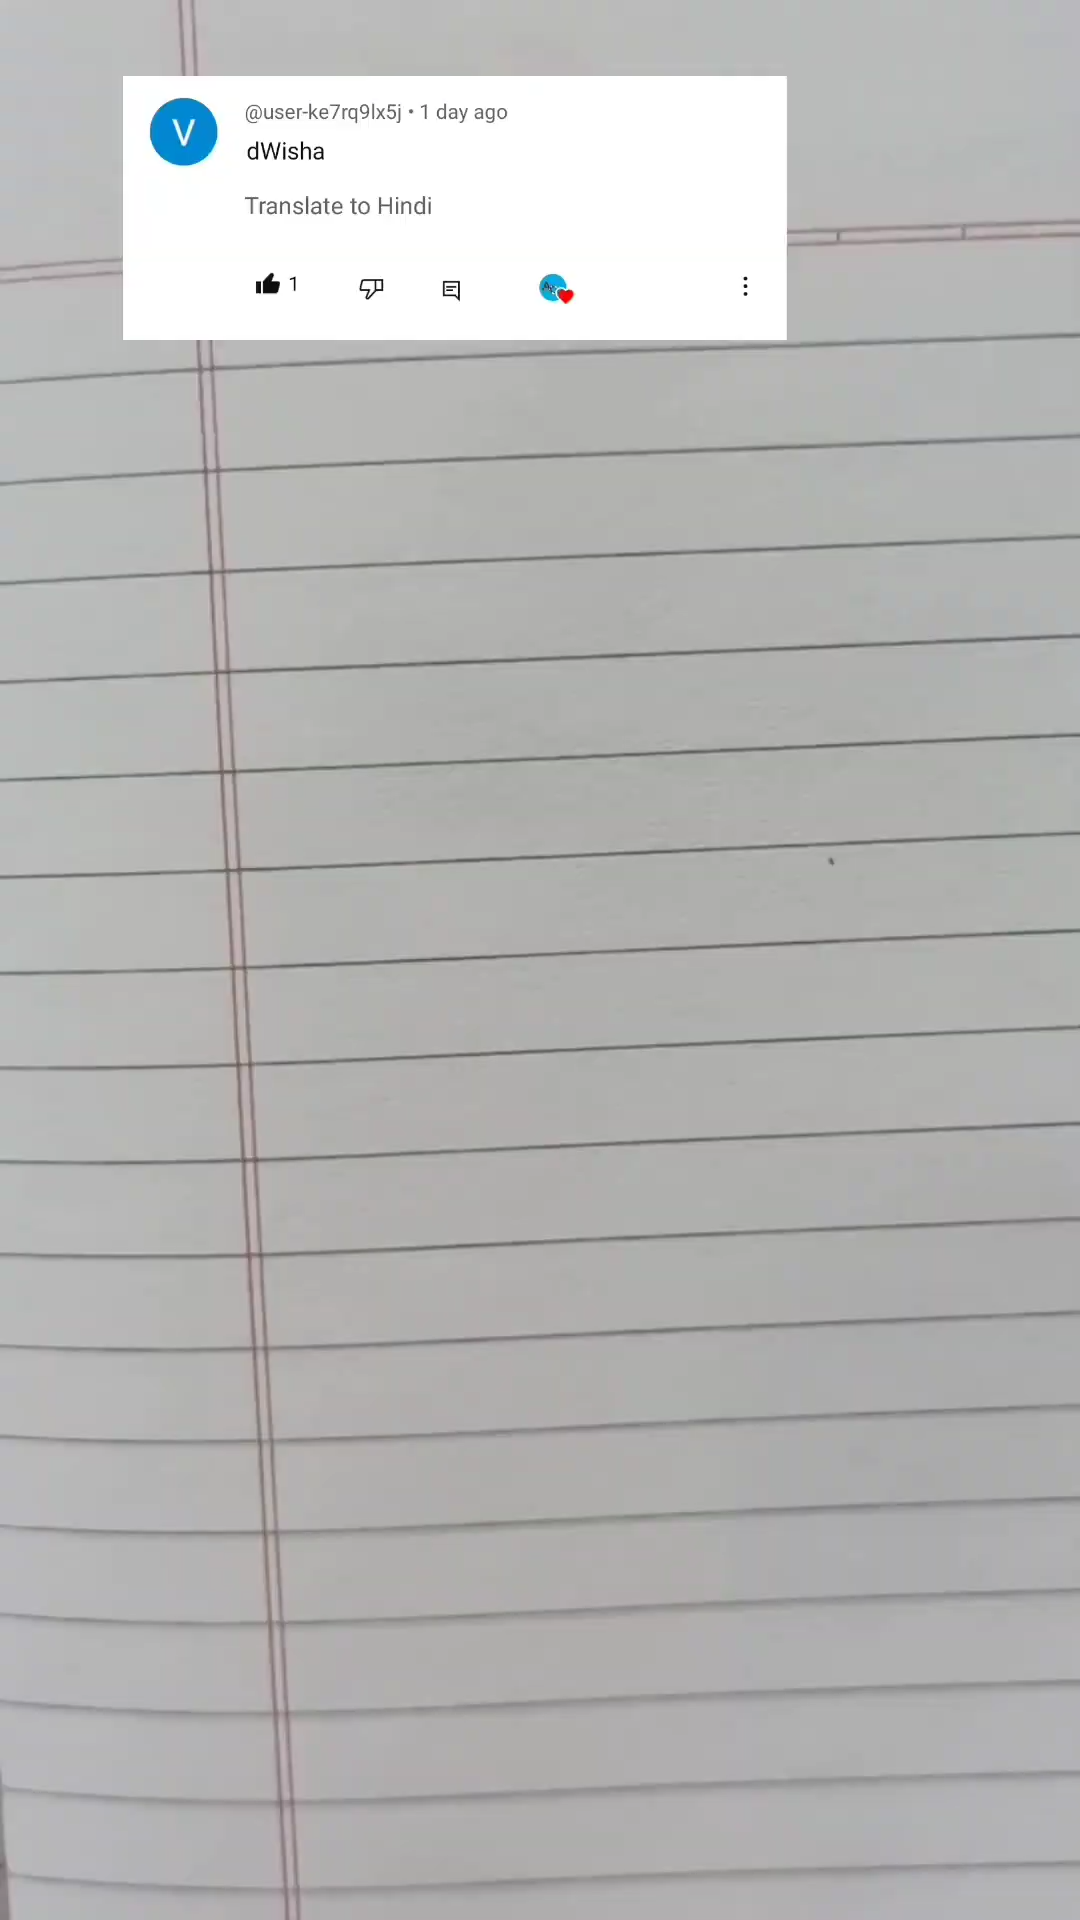 @user-ke7rq9lx5j • 1 day ago
V
dWisha
Translate to Hindi
1